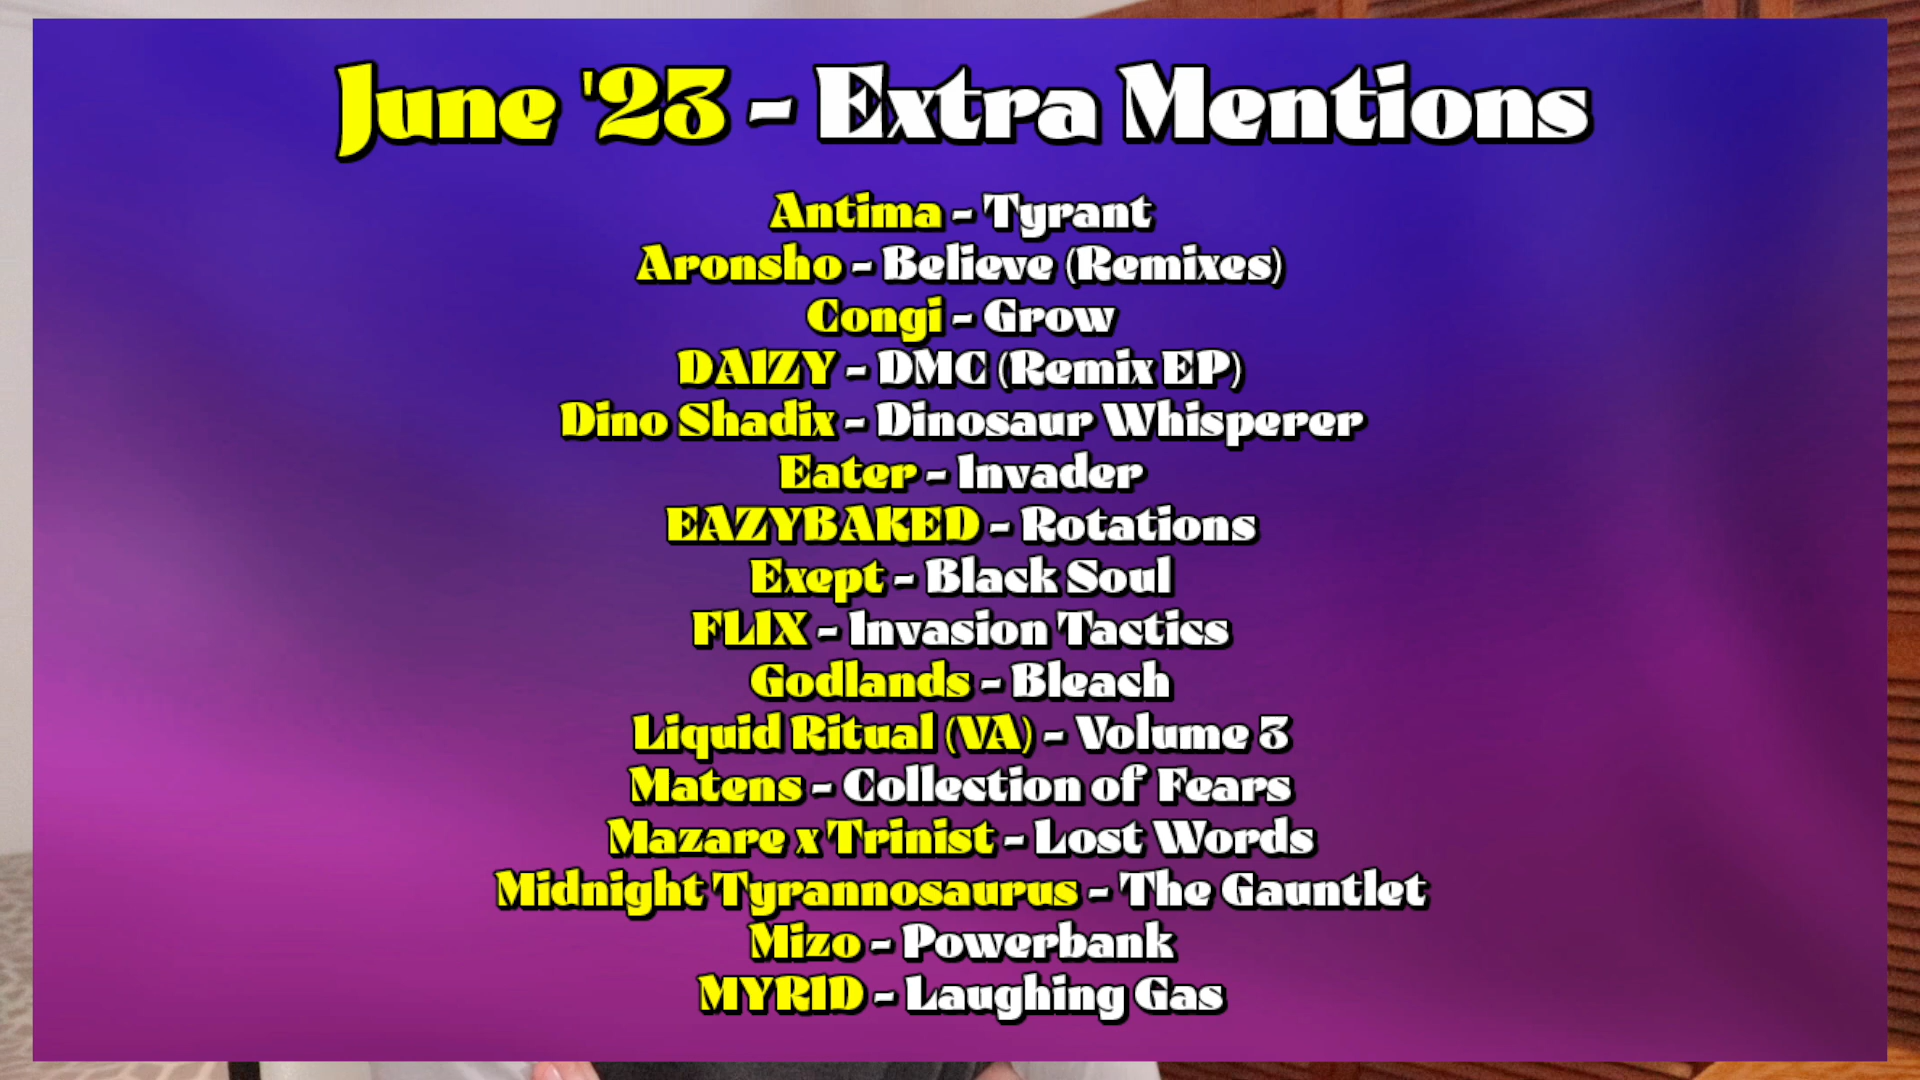 June '23 - Extra Mentions
Antima - Tyrant
Aronsho - Believe (Remixes)
Congi - Grow
DAIZY - DMC (Remix EP)
Dino Shadix - Dinosaur Whisperer
Eater - Invader
EAZYBAKED - Rotations
Exept - Black Soul
FLIX - Invasion Tactics
Godlands - Bleach
Liquid Ritual (VA) - Volume 3
Matens - Collection of Fears
Mazare x Trinist - Lost Words
Midnight Tyrannosaurus - The Gauntlet
Mizo - Powerbank
MYRID - Laughing Gas